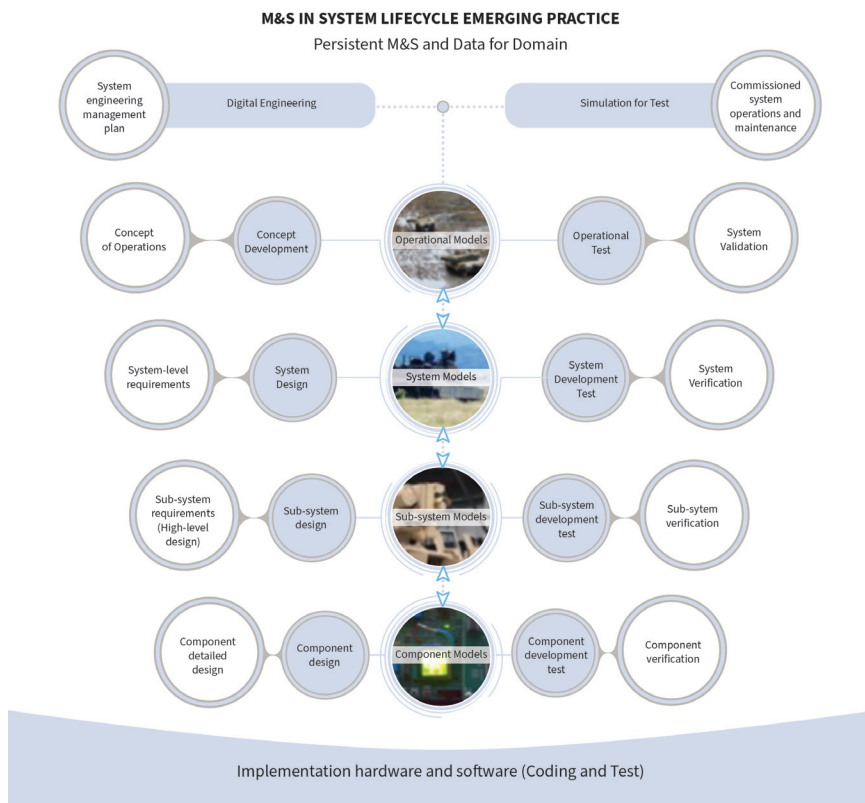 M&S IN SYSTEM LIFECYCLE EMERGING PRACTICE
Persistent M&S and Data for Domain
System
engineering
management
plan
Digital Engineering
Simulation for Test
Commissioned
system
operations and
maintenance
Concept
of Operations
Concept
Development
Operational Models
Operational
Test
System
Validation
System-level
requirements
System
Design
System Models
System
Development
Test
System
Verification
Sub-system
requirements
(High-level
design)
Sub-system
design
Sub-system Models
Sub-system
development
test
Sub-sytem
verification
Component
detailed
design
Component
design
Component Models
Component
development
test
Component
verification
Implementation hardware and software (Coding and Test)